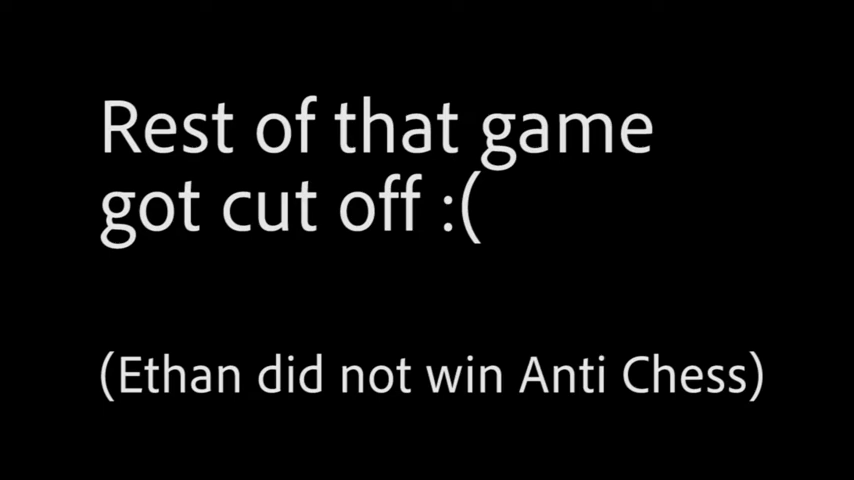 Rest of that game
got cut off :(
(Ethan did not win Anti Chess)